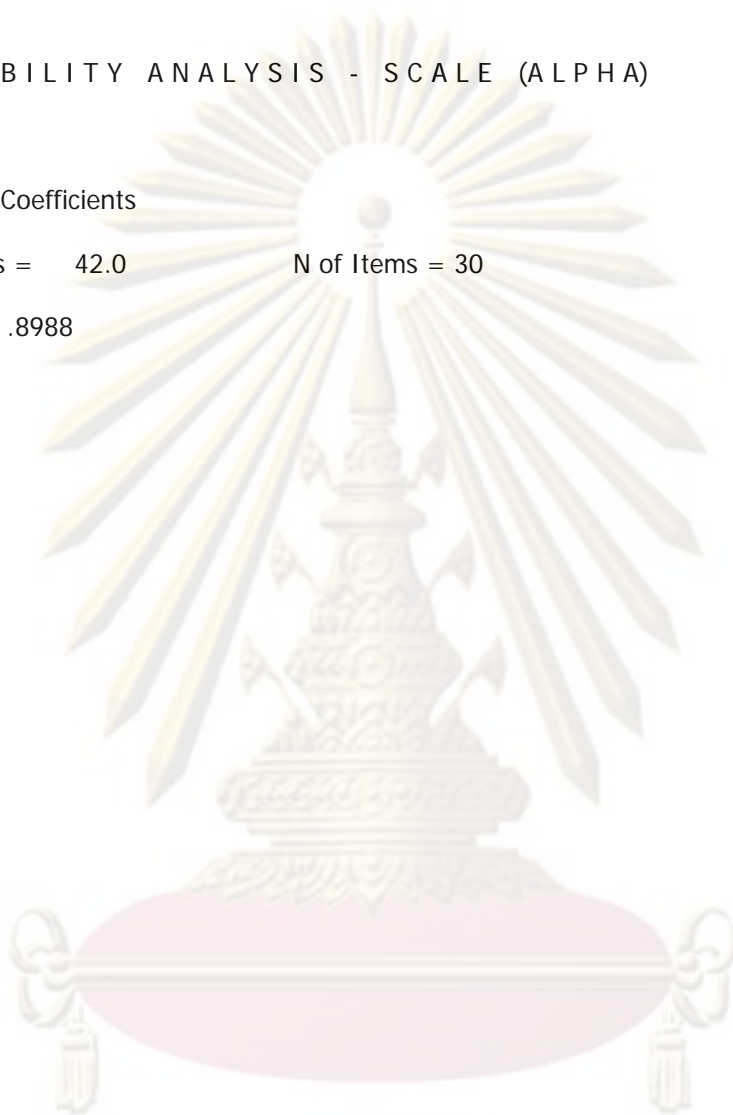 BILITY ANALYSIS - SCALE (ALPHA)
Coefficients
s = 42.0 N of Items = 30
.8988